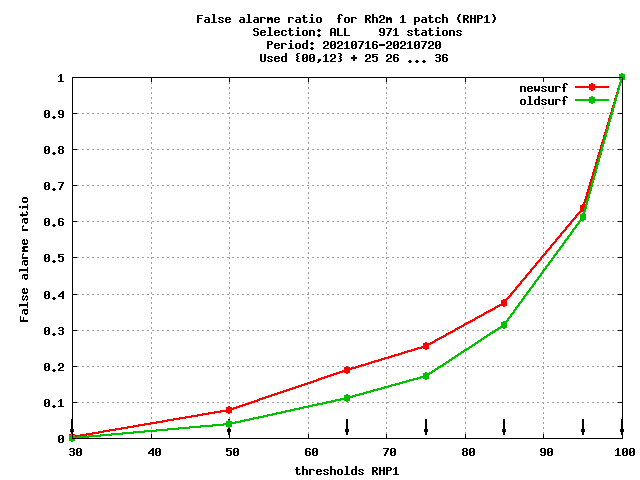 False alarme ratio  for Rh2m 1 patch (RHP1)
Selection: ALL    971 stations
Period: 20210716-20210720
Used {00,12} + 25 26 ... 36
newsurf
oldsurf
1
0.9
0.8
0.7
0.6
0.5
0.4
0.3
0.2
0.1
0
False alarme ratio
30 40 50 60 70 80 90 100
thresholds RHP1